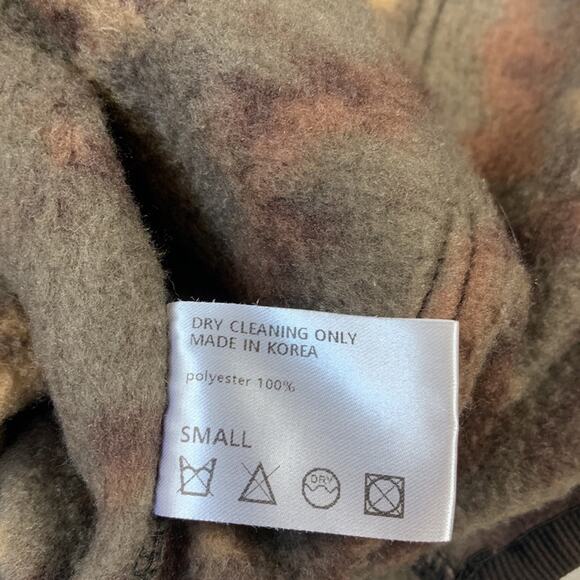 DRY CLEANING ONLY
MADE IN KOREA
polyester 100%
SMALL
DRY